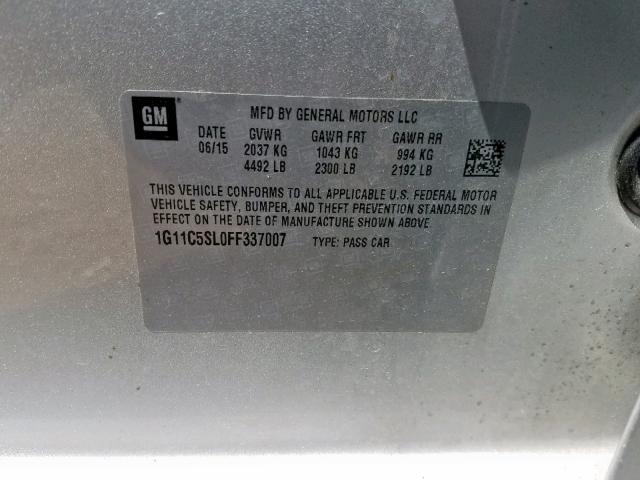 GM
MFD BY GENERAL MOTORS LLC
DATE GVWR GAWR FRT GAWR RR
06/15 2037 KG 1043 KG 994 KG
4492 LB 2300 LB 2192 LB
THIS VEHICLE CONFORMS TO ALL APPLICABLE U.S. FEDERAL MOTOR
VEHICLE SAFETY, BUMPER, AND THEFT PREVENTION STANDARDS IN
EFFECT ON THE DATE OF MANUFACTURE SHOWN ABOVE.
1G11C5SL0FF337007 TYPE: PASS CAR